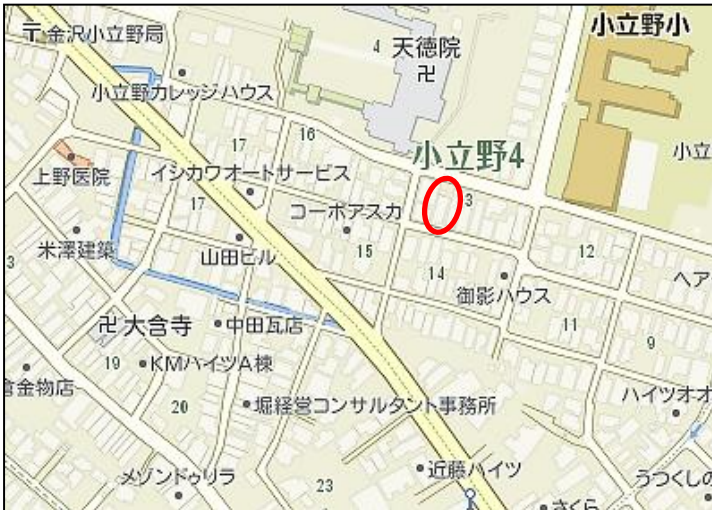 〒金沢小立野局
4
天徳院
卍
小立野小
小立野カレッジハウス
17
16
小立野4
小立
上野医院
イシカワオートサービス
3
17
コーポアスカ
米澤建築
山田ビル
15
14
12
3
御影ハウス
ヘア
卍大含寺
中田瓦店
11
9
19
KMハイツA棟
倉金物店
20
堀経営コンサルタント事務所
ハイツオオ
メゾンドゥリラ
近藤ハイツ
うつくしの
23
さくら